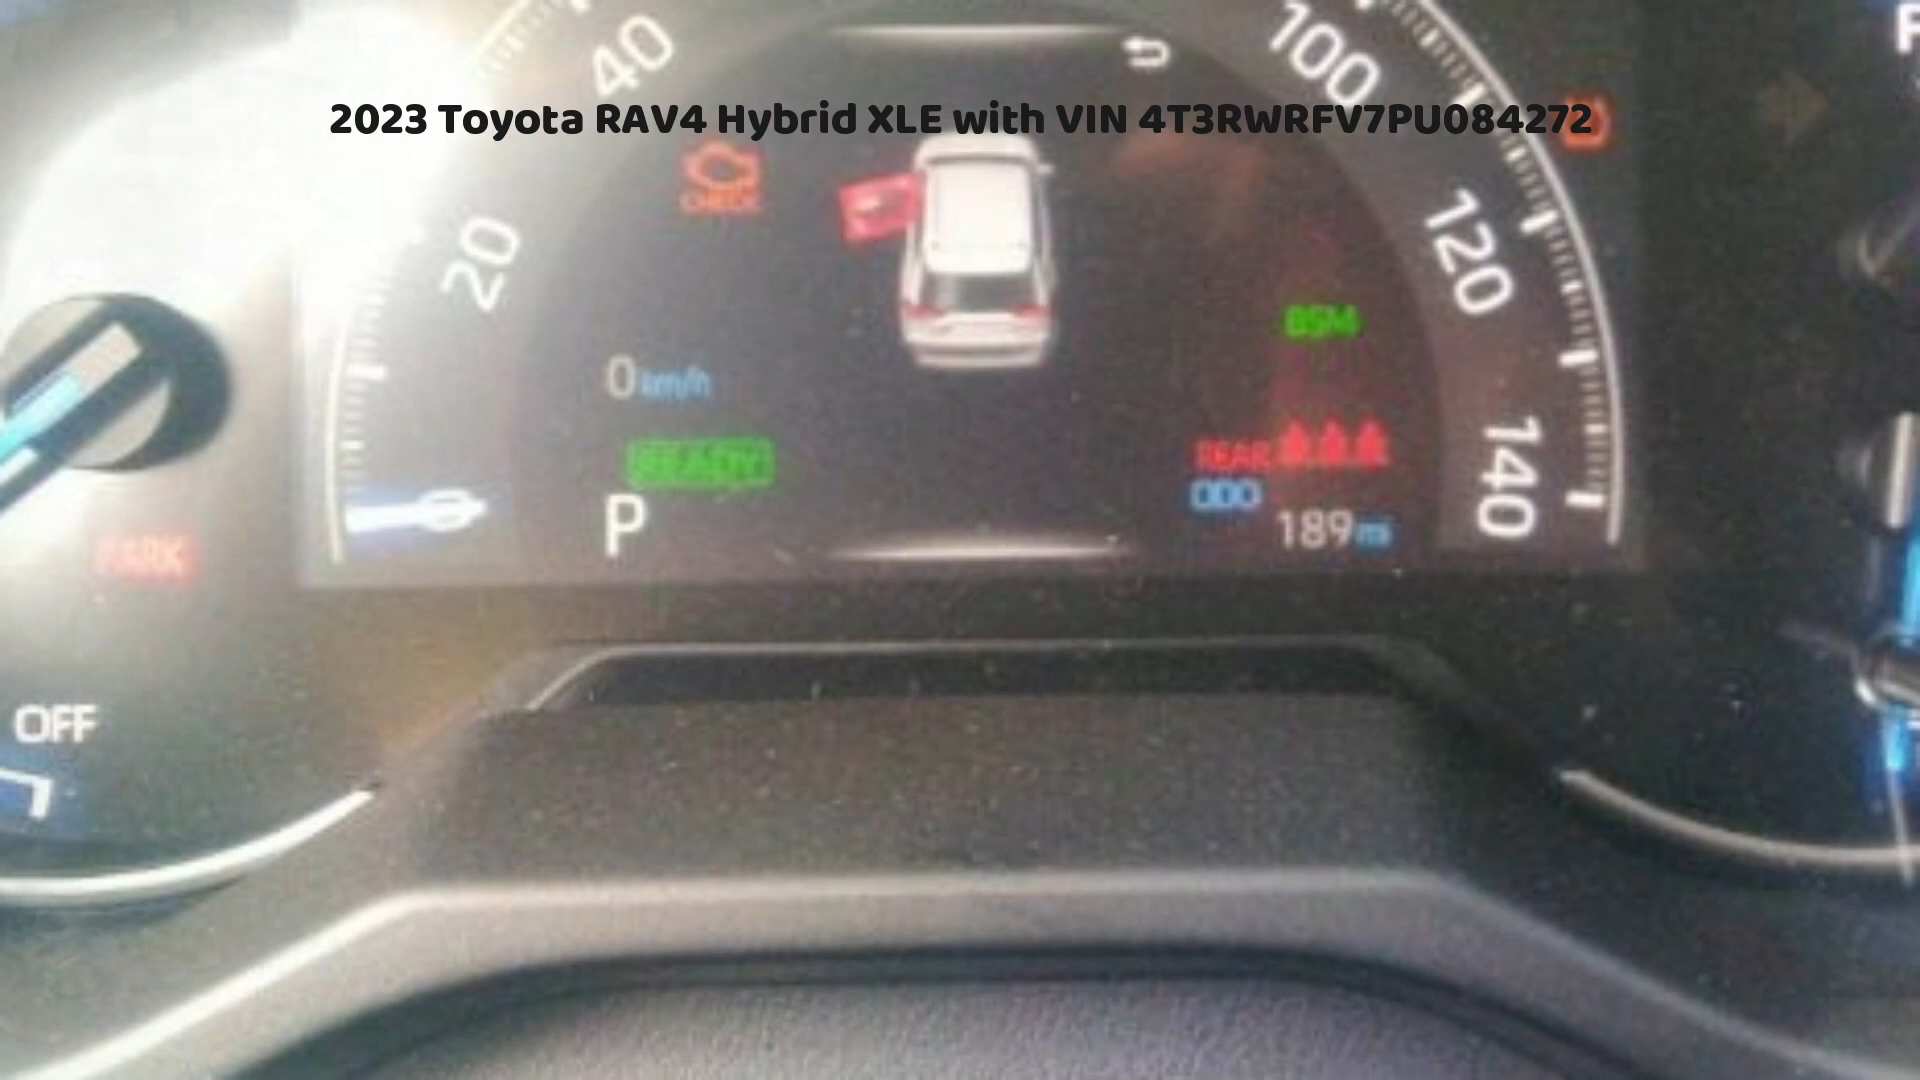 40
100
2023 Toyota RAV4 Hybrid XLE with VIN 4T3RWRFV7PU084272
CHECK
20
120
BSM
0 km/h
READY
REAR
ODO
P
189 mi
140
PARK
OFF